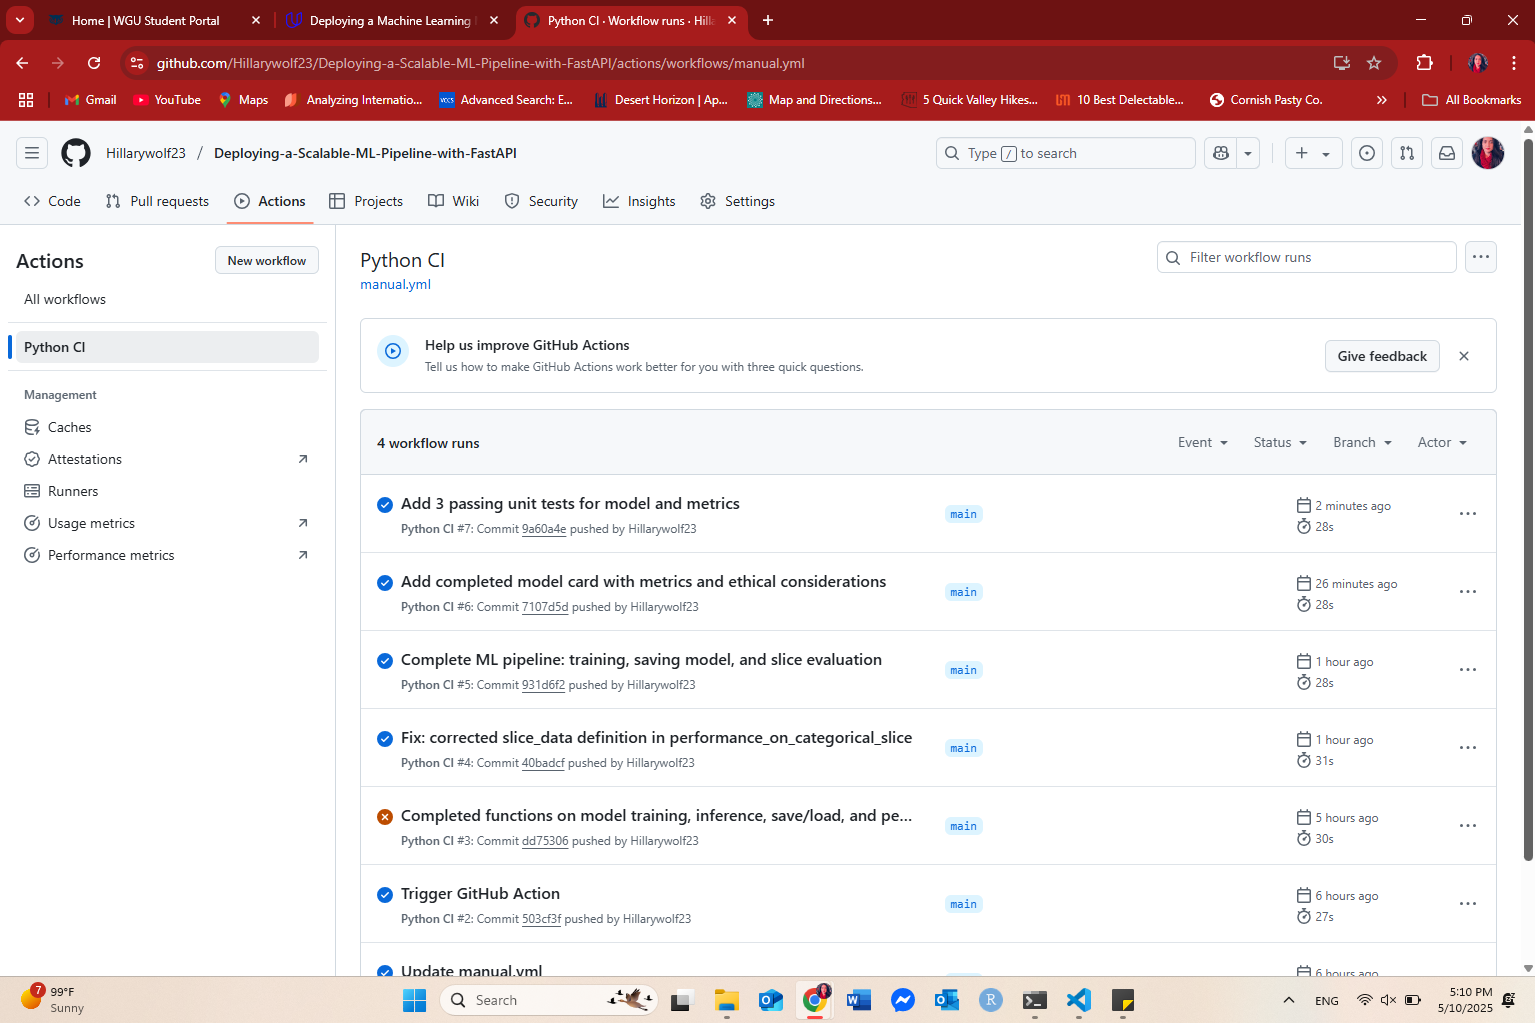 Home | WGU Student Portal
Deploying a Machine Learning
Python CI · Workflow runs · Hilla
github.com/Hillarywolf23/Deploying-a-Scalable-ML-Pipeline-with-FastAPI/actions/workflows/manual.yml
Gmail
YouTube
Maps
Analyzing Internatio...
VCCS
Advanced Search: E...
Desert Horizon | Ap...
Map and Directions...
5 Quick Valley Hikes...
10 Best Delectable...
Cornish Pasty Co.
All Bookmarks
Hillarywolf23 / Deploying-a-Scalable-ML-Pipeline-with-FastAPI
Type / to search
Code
Pull requests
Actions
Projects
Wiki
Security
Insights
Settings
Actions
New workflow
All workflows
Python CI
Management
Caches
Attestations
Runners
Usage metrics
Performance metrics
Python CI
manual.yml
Filter workflow runs
Help us improve GitHub Actions
Tell us how to make GitHub Actions work better for you with three quick questions.
Give feedback
4 workflow runs
Event
Status
Branch
Actor
Add 3 passing unit tests for model and metrics
Python CI #7: Commit 9a60a4e pushed by Hillarywolf23
main
2 minutes ago
28s
Add completed model card with metrics and ethical considerations
Python CI #6: Commit 7107d5d pushed by Hillarywolf23
main
26 minutes ago
28s
Complete ML pipeline: training, saving model, and slice evaluation
Python CI #5: Commit 931d6f2 pushed by Hillarywolf23
main
1 hour ago
28s
Fix: corrected slice_data definition in performance_on_categorical_slice
Python CI #4: Commit 40badcf pushed by Hillarywolf23
main
1 hour ago
31s
Completed functions on model training, inference, save/load, and pe...
Python CI #3: Commit dd75306 pushed by Hillarywolf23
main
5 hours ago
30s
Trigger GitHub Action
Python CI #2: Commit 503cf3f pushed by Hillarywolf23
main
6 hours ago
27s
Update manual.yml
6 hours ago
7
99°F
Sunny
Search
R
ENG
5:10 PM
5/10/2025